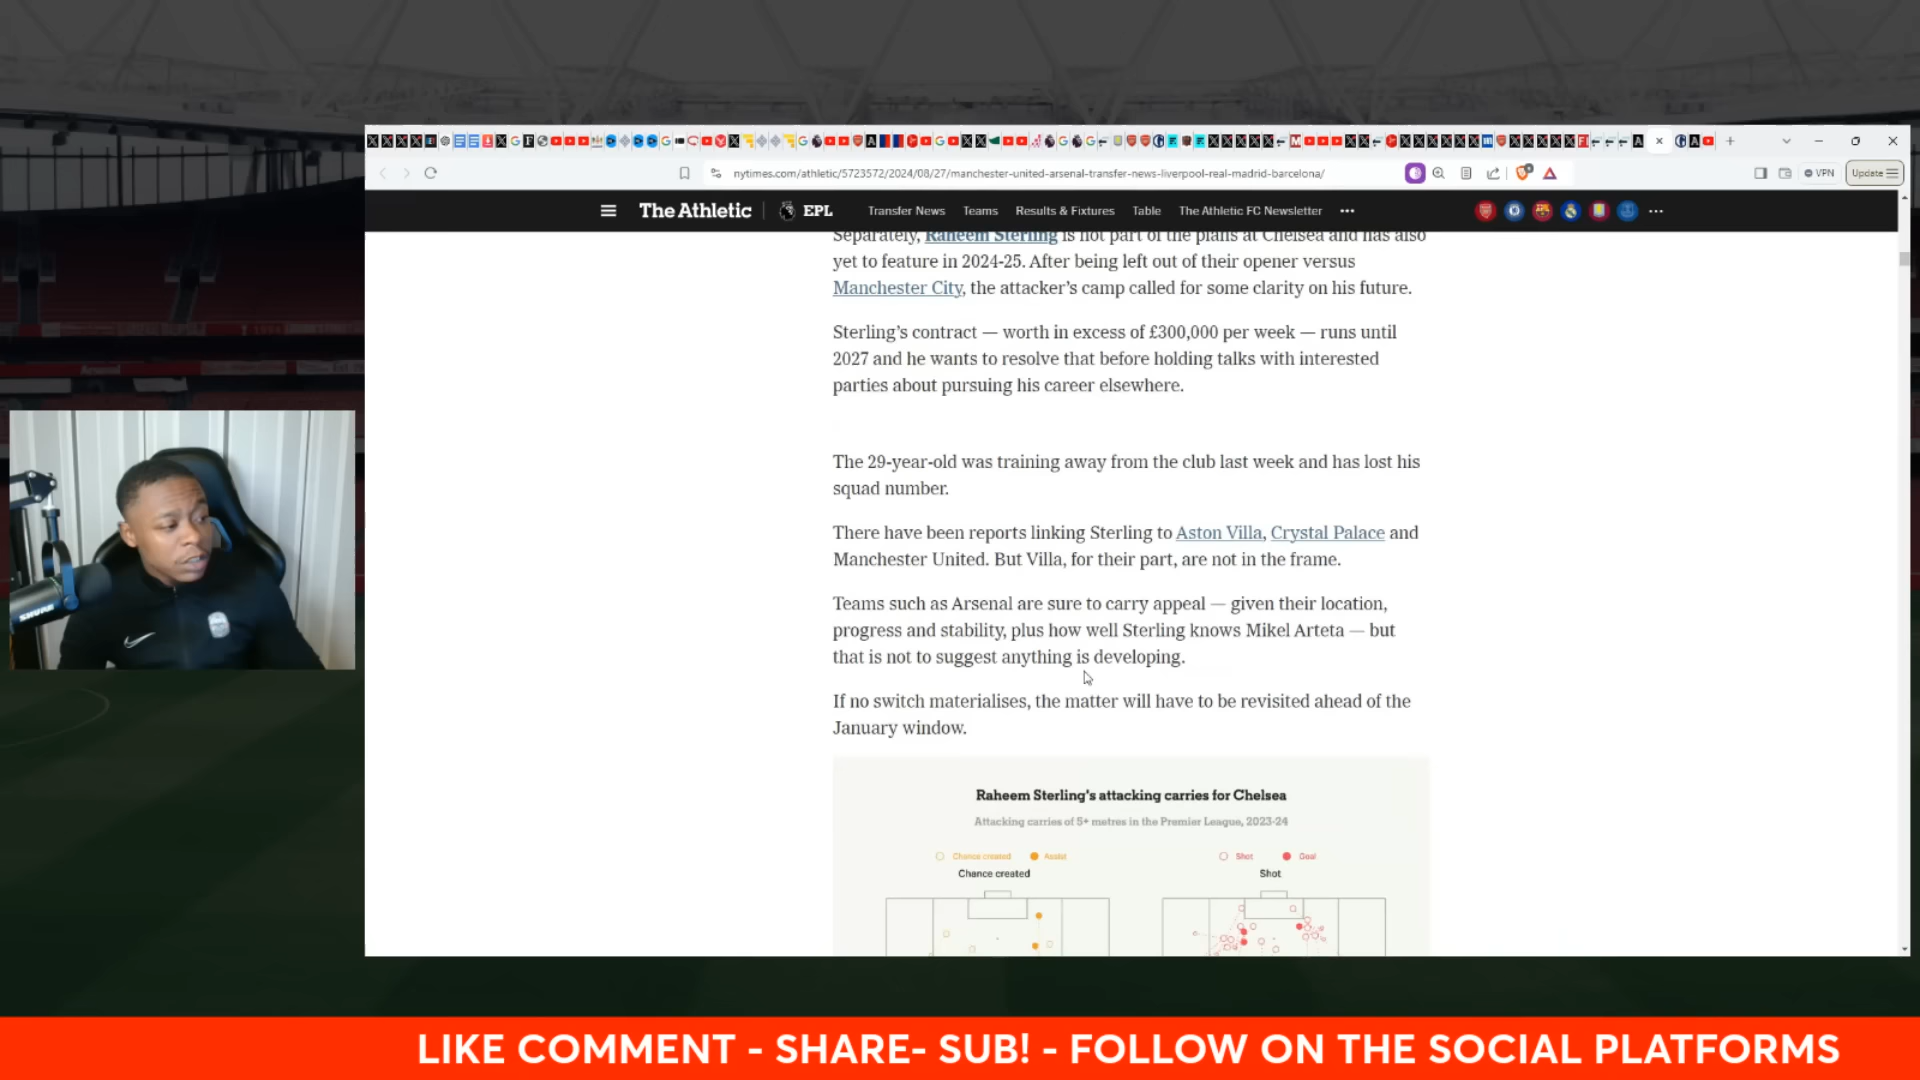 nytimes.com/athletic/5723572/2024/08/27/manchester-united-arsenal-transfer-news-liverpool-real-madrid-barcelona/
VPN
Update
The Athletic
EPL
Transfer News
Teams
Results & Fixtures
Table
The Athletic FC Newsletter
Separately, Raheem Sterling is not part of the plans at Chelsea and has also
yet to feature in 2024-25. After being left out of their opener versus
Manchester City, the attacker's camp called for some clarity on his future.
Sterling's contract — worth in excess of £300,000 per week — runs until
2027 and he wants to resolve that before holding talks with interested
parties about pursuing his career elsewhere.
The 29-year-old was training away from the club last week and has lost his
squad number.
There have been reports linking Sterling to Aston Villa, Crystal Palace and
Manchester United. But Villa, for their part, are not in the frame.
Teams such as Arsenal are sure to carry appeal — given their location,
progress and stability, plus how well Sterling knows Mikel Arteta — but
that is not to suggest anything is developing.
If no switch materialises, the matter will have to be revisited ahead of the
January window.
Raheem Sterling's attacking carries for Chelsea
Attacking carries of 5+ metres in the Premier League, 2023-24
Chance created
Assist
Shot
Goal
Chance created
Shot
SHURE
LIKE COMMENT - SHARE- SUB! - FOLLOW ON THE SOCIAL PLATFORMS